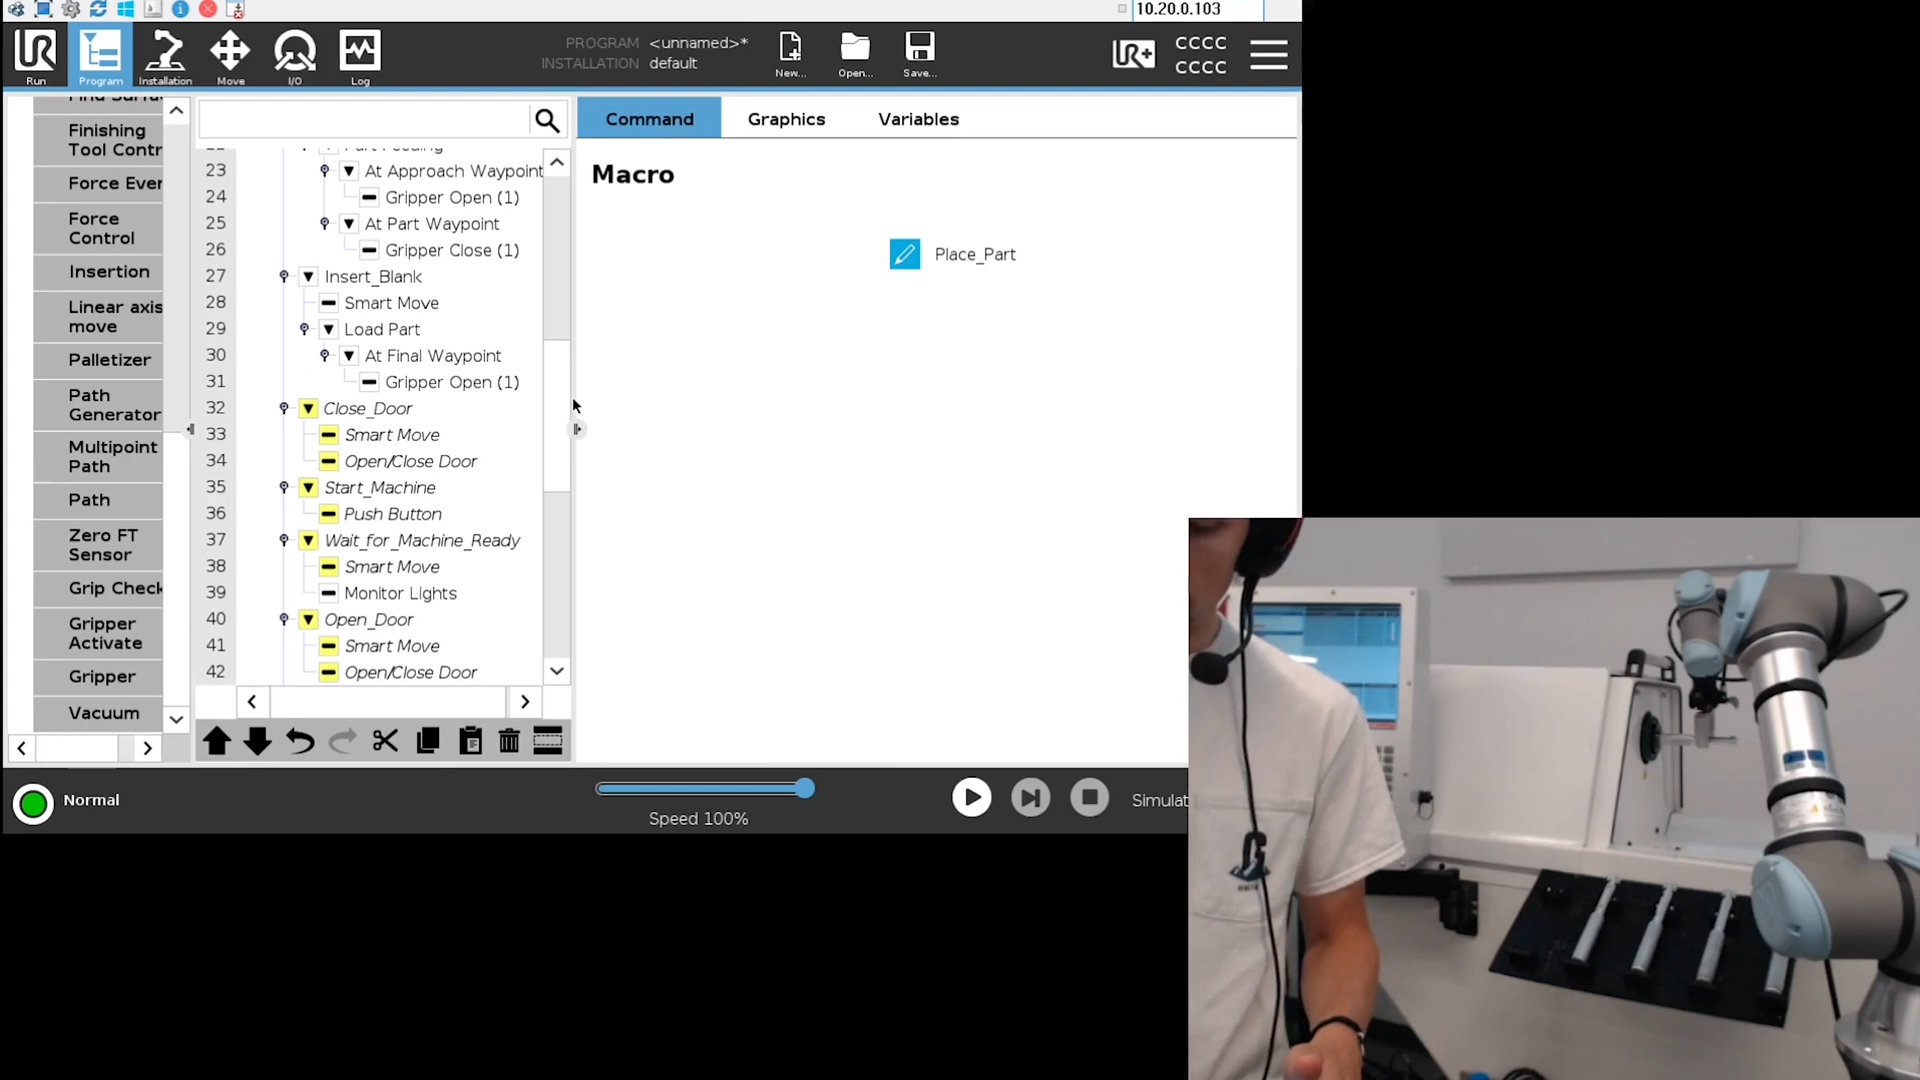 10.20.0.103
Run
Program
Installation
Move
I/O
Log
PROGRAM <unnamed>*
INSTALLATION default
New...
Open...
Save...
UR+
CCCC
CCCC
Finishing
Tool Contr
Force Ever
Force
Control
Insertion
Linear axis
move
Palletizer
Path
Generator
Multipoint
Path
Path
Zero FT
Sensor
Grip Check
Gripper
Activate
Gripper
Vacuum
23 At Approach Waypoint
24 Gripper Open (1)
25 At Part Waypoint
26 Gripper Close (1)
27 Insert_Blank
28 Smart Move
29 Load Part
30 At Final Waypoint
31 Gripper Open (1)
32 Close_Door
33 Smart Move
34 Open/Close Door
35 Start_Machine
36 Push Button
37 Wait_for_Machine_Ready
38 Smart Move
39 Monitor Lights
40 Open_Door
41 Smart Move
42 Open/Close Door
Command Graphics Variables
Macro
Place_Part
Normal
Speed 100%
Simulat